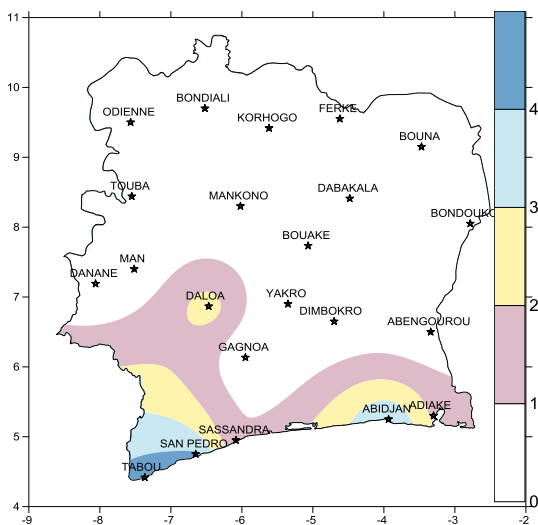 11
10
BONDIALI
ODIENNE
KORHOGO
FERKE
4
9
BOUNA
TOUBA
MANKONO
DABAKALA
3
8
BONDOUKO
BOUAKE
MAN
DANANE
7
DALOA
YAKRO
DIMBOKRO
2
ABENGOUROU
GAGNOA
6
1
ABIDJAN
ADIAKE
SASSANDRA
5
SAN PEDRO
TABOU
4
0
-9 -8 -7 -6 -5 -4 -3 -2